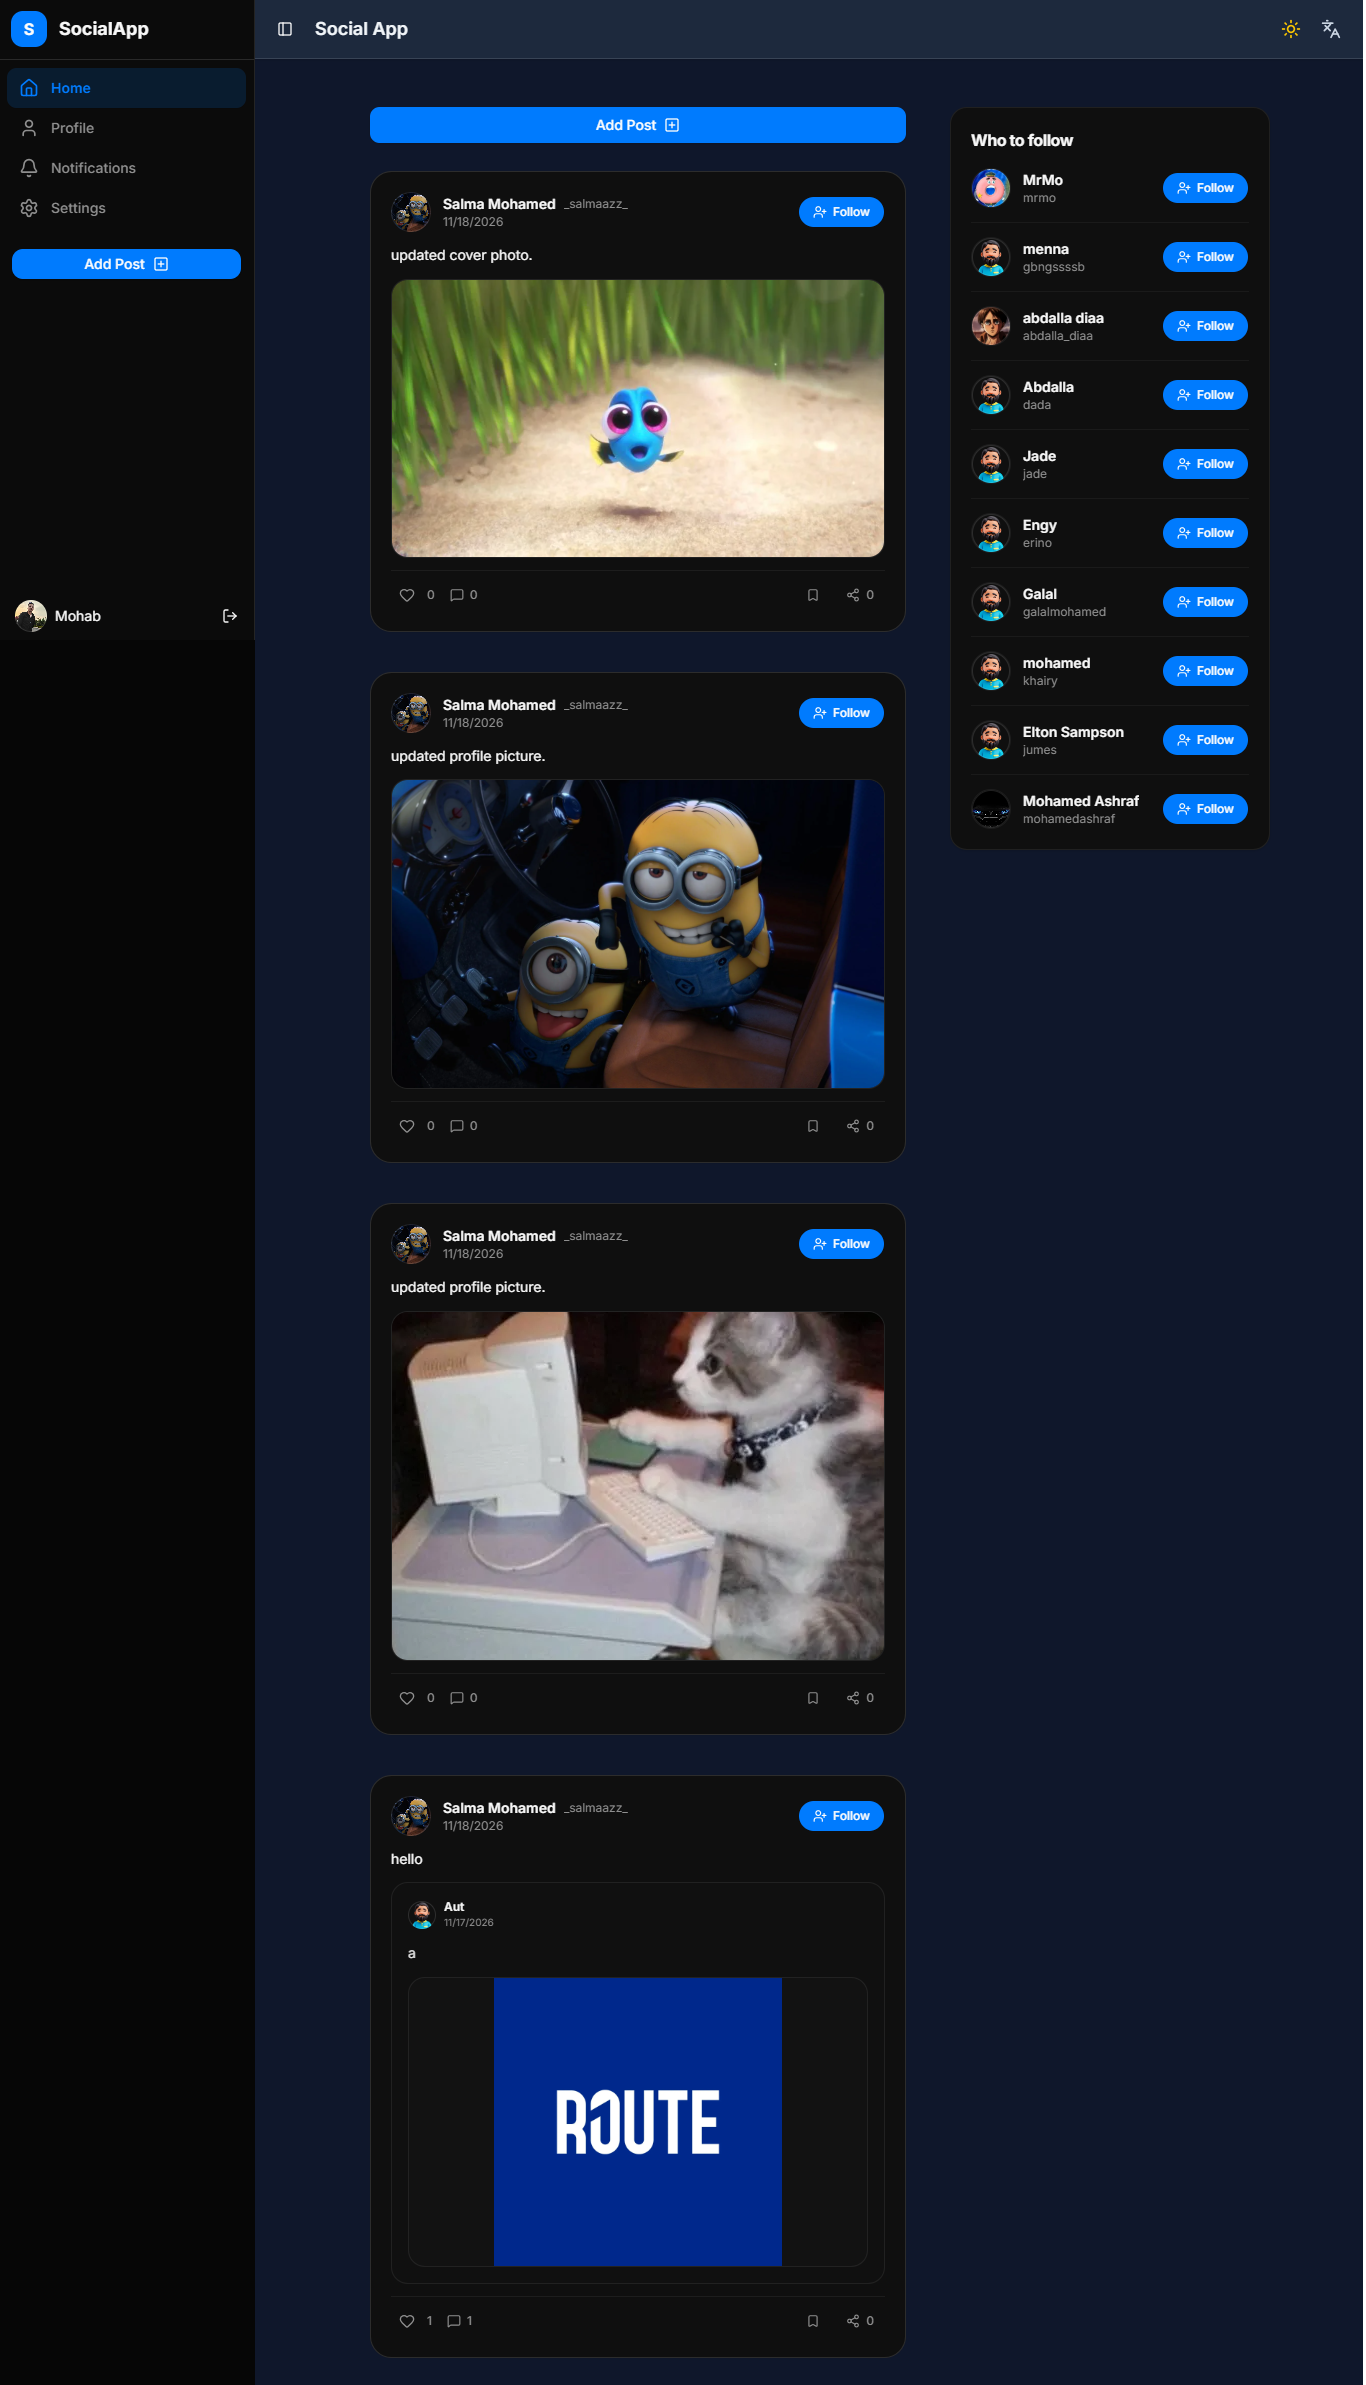 S SocialApp
Home
Profile
Notifications
Settings
Add Post
Mohab
Social App
Add Post
Salma Mohamed _salmaazz_
11/18/2026
Follow
updated cover photo.
0 0 0
Salma Mohamed _salmaazz_
11/18/2026
Follow
updated profile picture.
0 0 0
Salma Mohamed _salmaazz_
11/18/2026
Follow
updated profile picture.
0 0 0
Salma Mohamed _salmaazz_
11/18/2026
Follow
hello
Aut
11/17/2026
a
ROUTE
1 1 0
Who to follow
MrMo
mrmo
Follow
menna
gbngssssb
Follow
abdalla diaa
abdalla_diaa
Follow
Abdalla
dada
Follow
Jade
jade
Follow
Engy
erino
Follow
Galal
galalmohamed
Follow
mohamed
khairy
Follow
Elton Sampson
jumes
Follow
Mohamed Ashraf
mohamedashraf
Follow